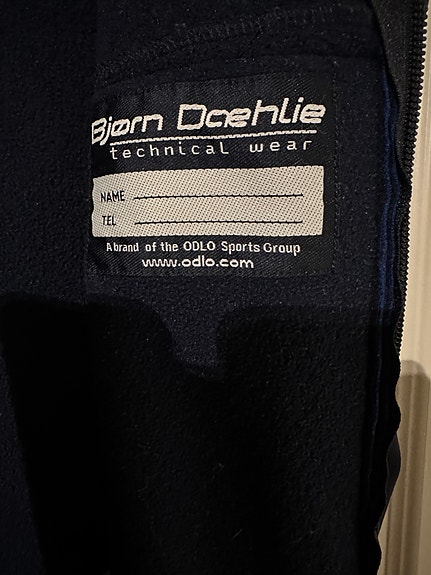 Bjørn Dæhlie
technical wear
NAME
TEL
A brand of the ODLO Sports Group
www.odlo.com